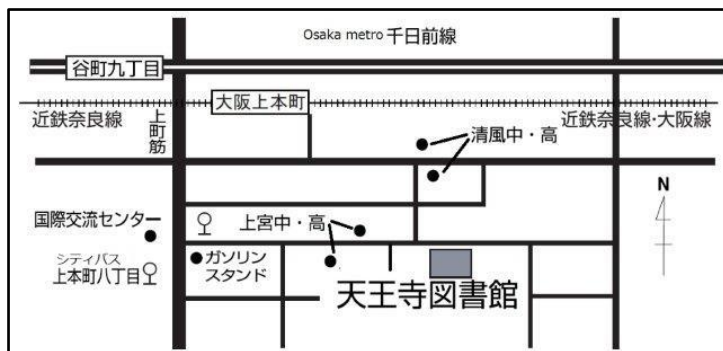 Osaka metro 千日前線
谷町九丁目
大阪上本町
近鉄奈良線
上町筋
近鉄奈良線・大阪線
清風中・高
N
国際交流センター
上宮中・高
シティバス
上本町八丁目
ガソリン
スタンド
天王寺図書館